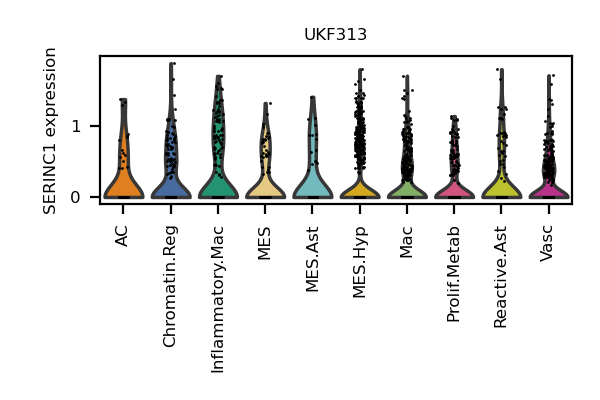 UKF313
SERINC1 expression
1
0
AC
Chromatin.Reg
Inflammatory.Mac
MES
MES.Ast
MES.Hyp
Mac
Prolif.Metab
Reactive.Ast
Vasc